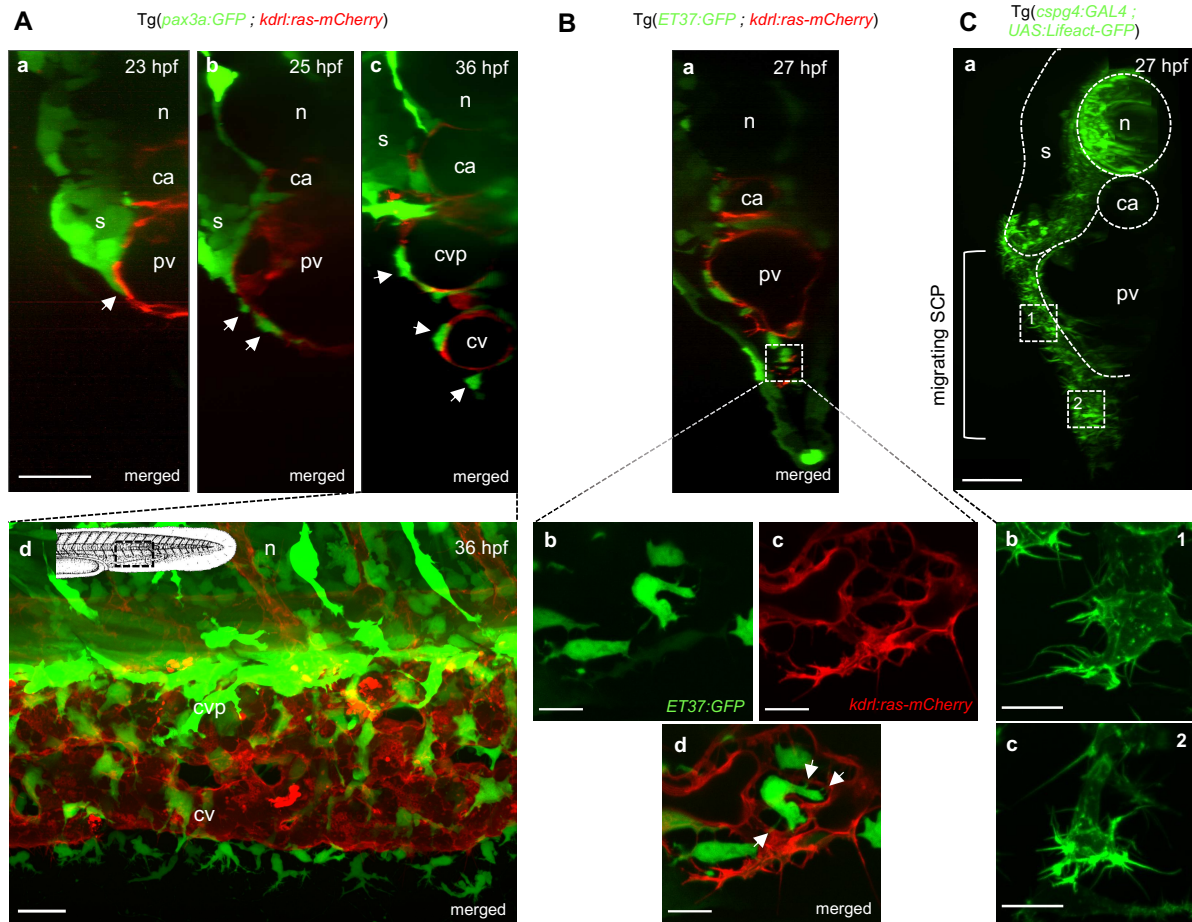 A
Tg(pax3a:GFP ; kdrl:ras-mCherry)
a
23 hpf
n
ca
s
pv
b
25 hpf
n
ca
s
pv
merged
merged
c
36 hpf
n
s
ca
cvp
cv
merged
d
n
36 hpf
cvp
cv
merged
B
Tg(ET37:GFP ; kdrl:ras-mCherry)
a
27 hpf
n
ca
pv
merged
b
ET37:GFP
c
kdrl:ras-mCherry
d
merged
C
Tg(cspg4:GAL4 ;
UAS:Lifeact-GFP)
a
27 hpf
n
s
ca
pv
migrating SCP
1
2
b
1
c
2